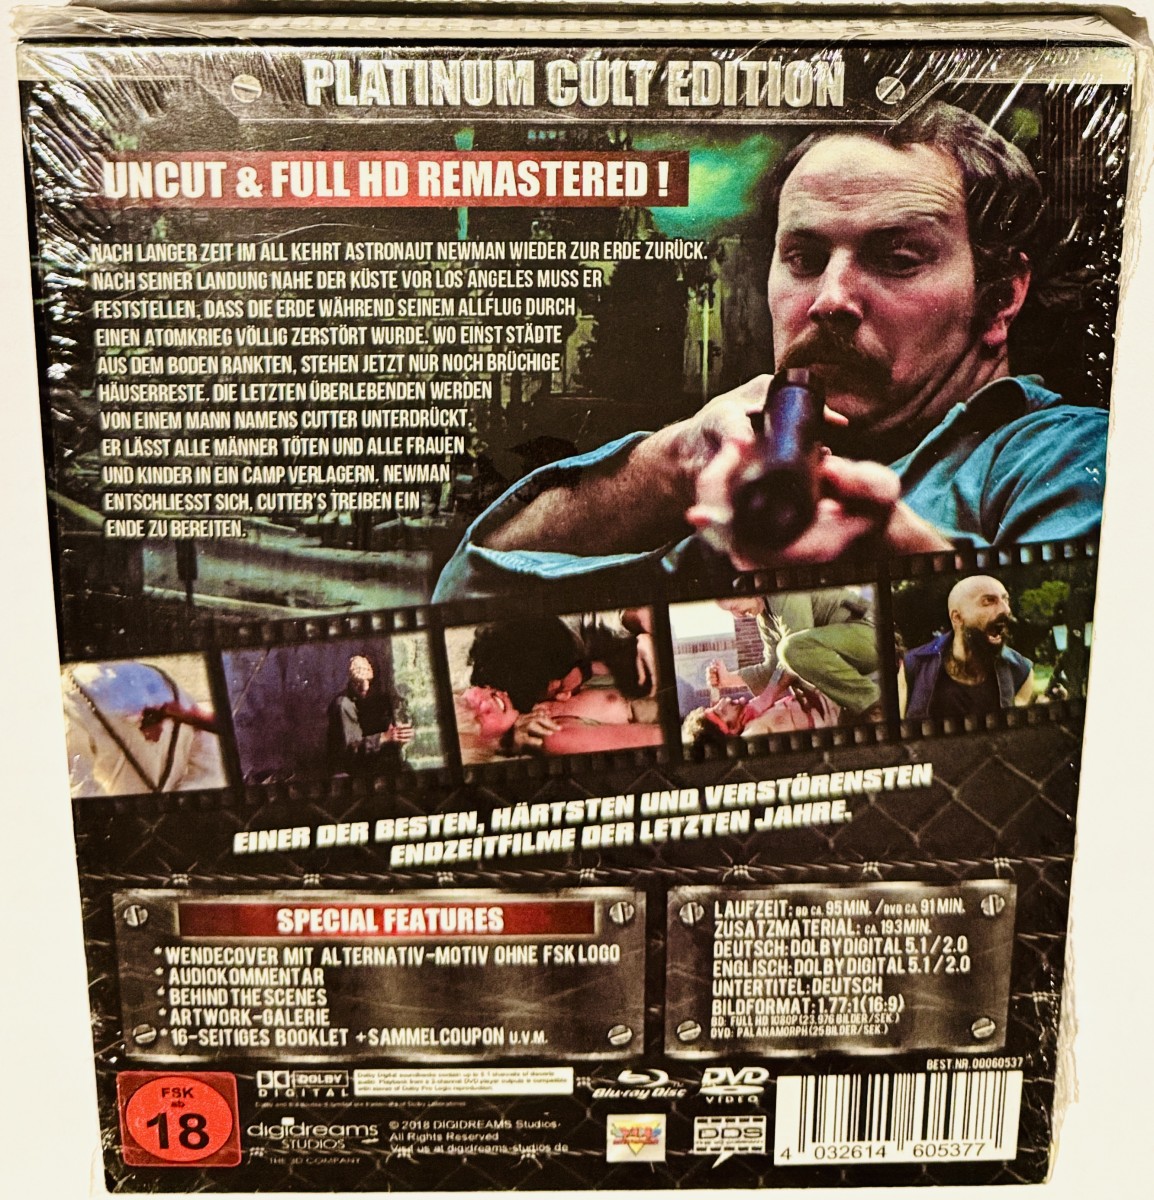 PLATINUM CULT EDITION
UNCUT & FULL HD REMASTERED !
NACH LANGER ZEIT IM ALL KEHRT ASTRONAUT NEWMAN WIEDER ZUR ERDE ZURÜCK.
NACH SEINER LANDUNG NAHE DER KÜSTE VOR LOS ANGELES MUSS ER
FESTSTELLEN, DASS DIE ERDE WÄHREND SEINEM ALLFLUG DURCH
EINEN ATOMKRIEG VÖLLIG ZERSTÖRT WURDE. WO EINST STÄDTE
AUS DEM BODEN RANKTEN, STEHEN JETZT NUR NOCH BRÜCHIGE
HÄUSERRESTE. DIE LETZTEN ÜBERLEBENDEN WERDEN
VON EINEM MANN NAMENS CUTTER UNTERDRÜCKT.
ER LÄSST ALLE MÄNNER TÖTEN UND ALLE FRAUEN
UND KINDER IN EIN CAMP VERLAGERN. NEWMAN
ENTSCHLIESST SICH, CUTTER'S TREIBEN EIN
ENDE ZU BEREITEN.
EINER DER BESTEN, HÄRTSTEN UND VERSTÖRENSTEN
ENDZEITFILME DER LETZTEN JAHRE.
SPECIAL FEATURES
* WENDECOVER MIT ALTERNATIV-MOTIV OHNE FSK LOGO
* AUDIOKOMMENTAR
* BEHIND THE SCENES
* ARTWORK-GALERIE
* 16-SEITIGES BOOKLET + SAMMELCOUPON U.V.M.
LAUFZEIT: BD CA. 95 MIN. / DVD CA. 91 MIN.
ZUSATZMATERIAL: CA. 193 MIN.
DEUTSCH: DOLBY DIGITAL 5.1 / 2.0
ENGLISCH: DOLBY DIGITAL 5.1 / 2.0
UNTERTITEL: DEUTSCH
BILDFORMAT: 1.77:1 (16:9)
BD: FULL HD 1080P (23.976 BILDER/SEK.)
DVD: PAL ANAMORPH (25 BILDER/SEK.)
BEST.NR. 00060537
FSK
ab
18
DOLBY
DIGITAL
digidreams
STUDIOS
THE 3D COMPANY
© 2018 DIGIDREAMS Studios.
All Rights Reserved
Visit us at digidreams-studios.de
Blu-ray Disc
DVD
VIDEO
DDS
4 032614 605377